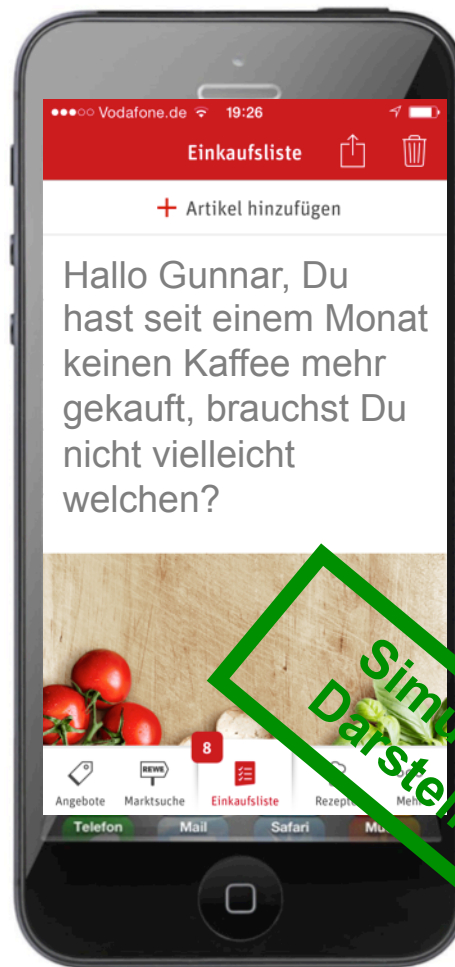 Vodafone.de 19:26
Einkaufsliste
+ Artikel hinzufügen
Hallo Gunnar, Du
hast seit einem Monat
keinen Kaffee mehr
gekauft, brauchst Du
nicht vielleicht
welchen?
8
REWE
Angebote Marktsuche Einkaufsliste
Telefon Mail Safari